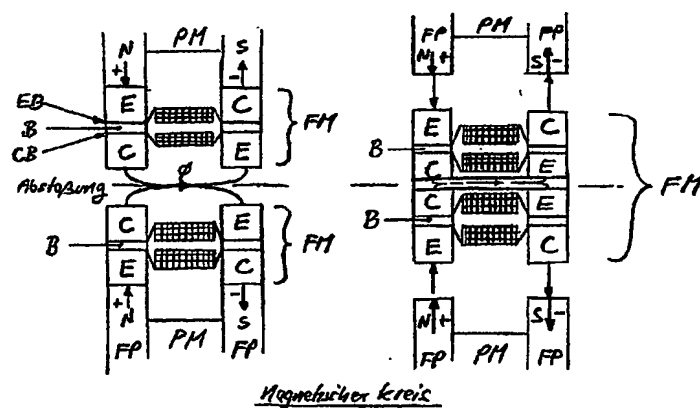 N PM S FP PM FP
+ - N + S -
E C
EB
B
CB
FM
C E
E C
B
C E
Φ
Abstoßung
FM
C E
B
E C
C E
B
E C
FM
+ - N + S -
N PM S PM
FP FP FP FP
Magnetischer Kreis